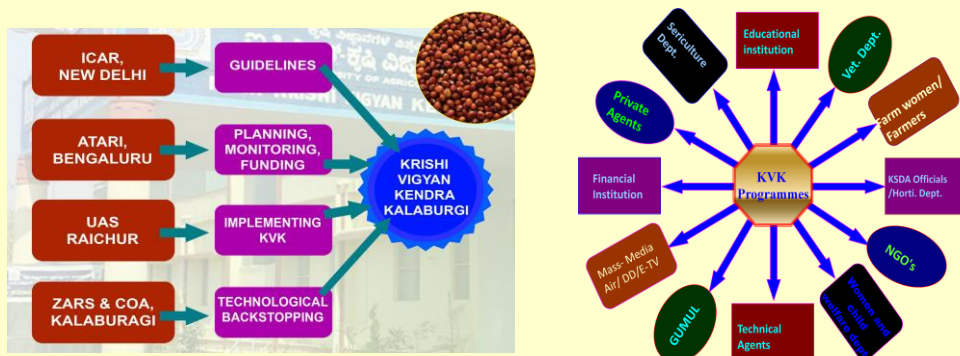 ICAR,
NEW DELHI
GUIDELINES
ATARI,
BENGALURU
PLANNING,
MONITORING,
FUNDING
UAS
RAICHUR
IMPLEMENTING
KVK
ZARS & COA,
KALABURAGI
TECHNOLOGICAL
BACKSTOPPING
KRISHI
VIGYAN
KENDRA
KALABURGI
KVK
Programmes
Educational
institution
Vet. Dept.
Farm women/
Farmers
KSDA Officials
/Horti. Dept.
NGO's
Women and
child
welfare dept
Technical
Agents
GUMUL
Mass- Media
Air/ DD/E-TV
Financial
Institution
Private
Agents
Sericulture
Dept.